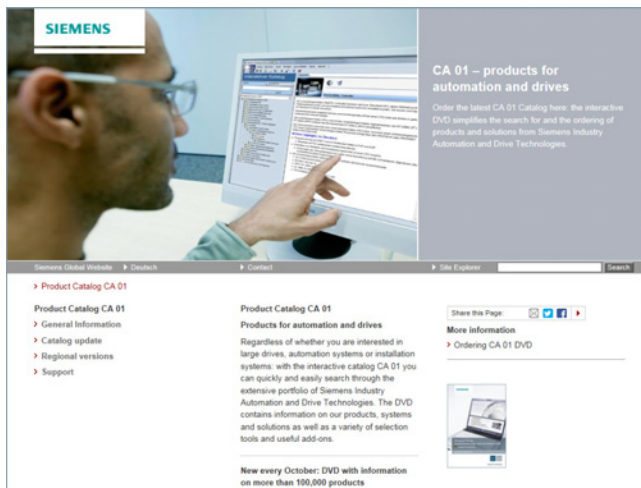 SIEMENS
CA 01 – products for
automation and drives
Order the latest CA 01 Catalog here: the interactive
DVD simplifies the search for and the ordering of
products and solutions from Siemens Industry
Automation and Drive Technologies.
Siemens Global Website
Deutsch
Contact
Site Explorer
Search
Product Catalog CA 01
Product Catalog CA 01
General Information
Catalog update
Regional versions
Support
Product Catalog CA 01
Products for automation and drives
Regardless of whether you are interested in
large drives, automation systems or installation
systems: with the interactive catalog CA 01 you
can quickly and easily search through the
extensive portfolio of Siemens Industry
Automation and Drive Technologies. The DVD
contains information on our products, systems
and solutions as well as a variety of selection
tools and useful add-ons.
New every October: DVD with information
on more than 100,000 products
Share this Page:
More information
Ordering CA 01 DVD